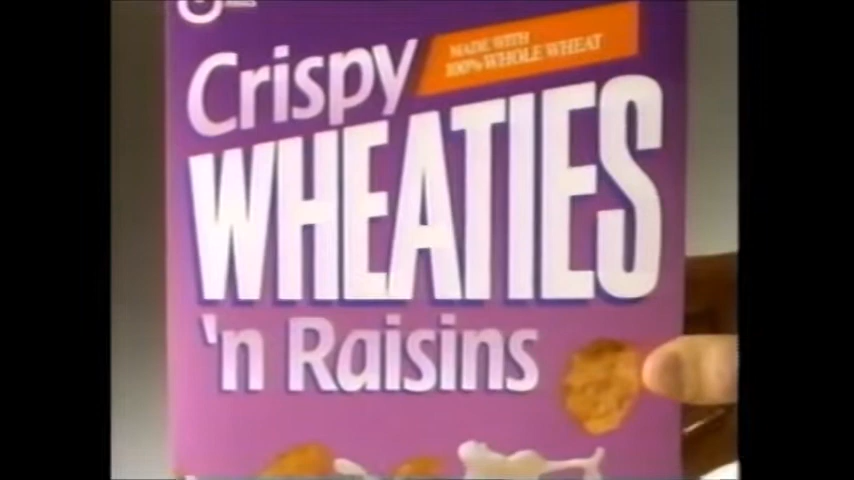 Crispy
MADE WITH
100% WHOLE WHEAT
WHEATIES
'n Raisins